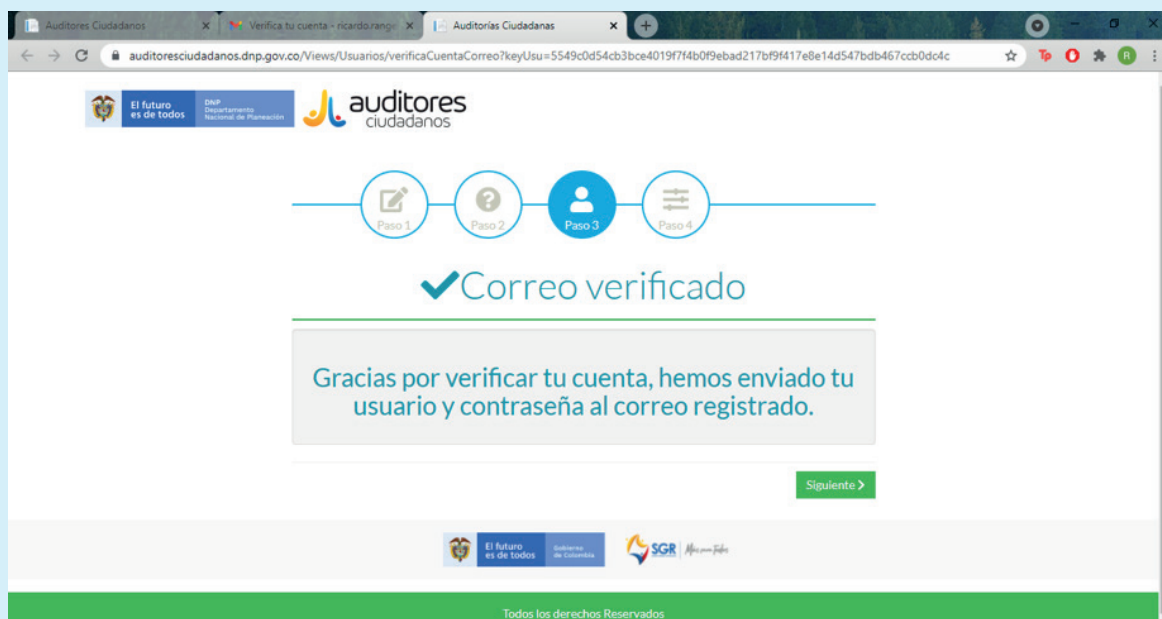 Auditores Ciudadanos
Verifica tu cuenta - ricardo.range
Auditorías Ciudadanas
auditoresciudadanos.dnp.gov.co/Views/Usuarios/verificaCuentaCorreo?keyUsu=5549c0d54cb3bce4019f7f4b0f9ebad217bf9f417e8e14d547bdb467ccb0dc4c
Tp
R
El futuro
es de todos
DNP
Departamento
Nacional de Planeación
auditores
ciudadanos
Paso 1
Paso 2
Paso 3
Paso 4
Correo verificado
Gracias por verificar tu cuenta, hemos enviado tu
usuario y contraseña al correo registrado.
Siguiente
El futuro
es de todos
Gobierno
de Colombia
SGR
Todos los derechos Reservados